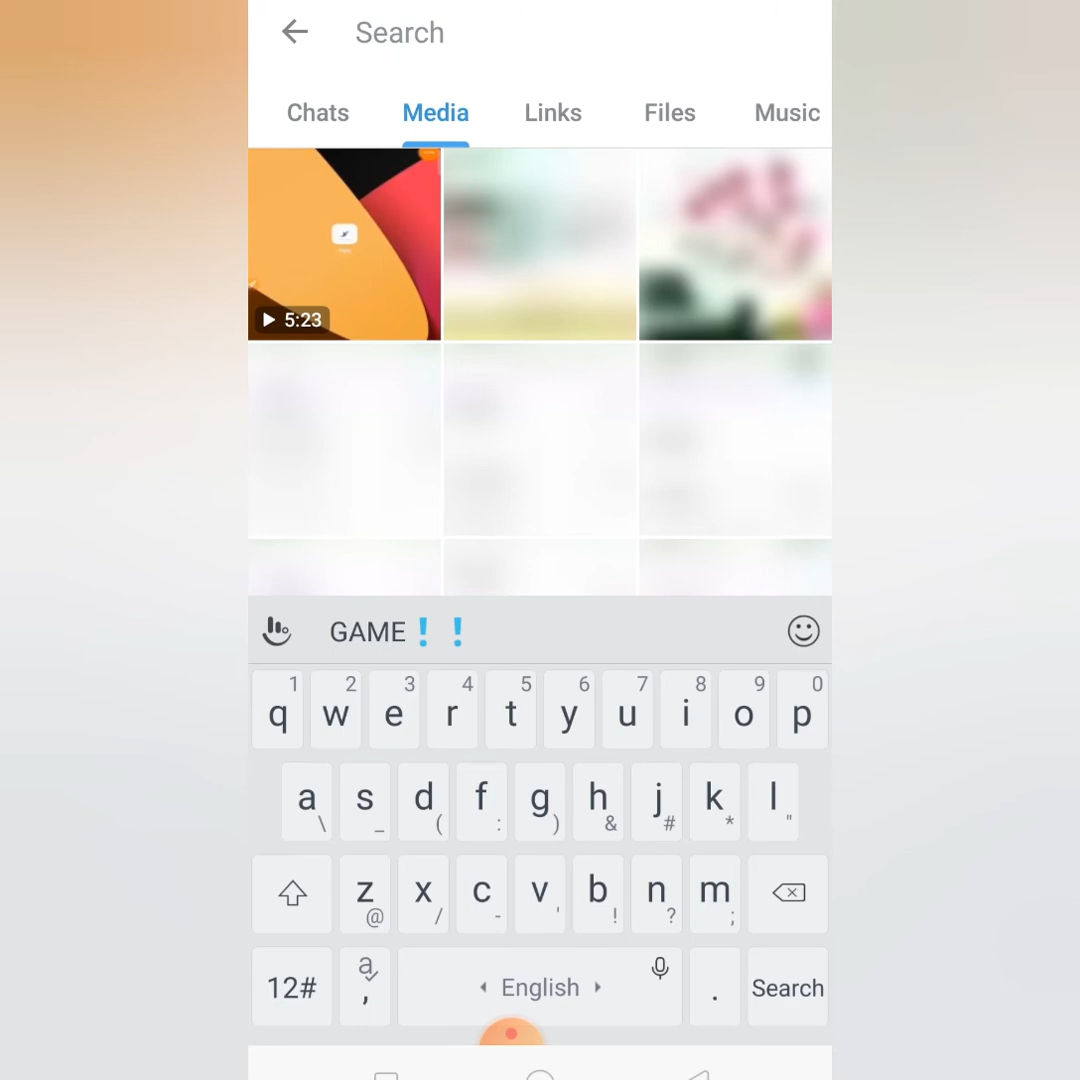 Search
Chats Media Links Files Music
5:23
GAME❗❗
1 2 3 4 5 6 7 8 9 0
q w e r t y u i o p
a s d f g h j k l
\ _ ( : ) & # * "
z x c v b n m
@ / - ' ! ? ;
12# a , English . Search